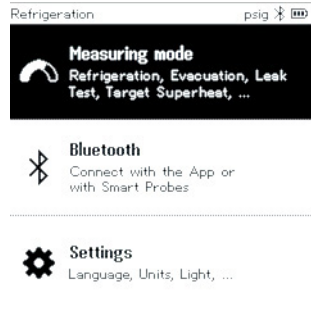 Refrigeration psig
Measuring mode
Refrigeration, Evacuation, Leak
Test, Target Superheat, ...
Bluetooth
Connect with the App or
with Smart Probes
Settings
Language, Units, Light, ...